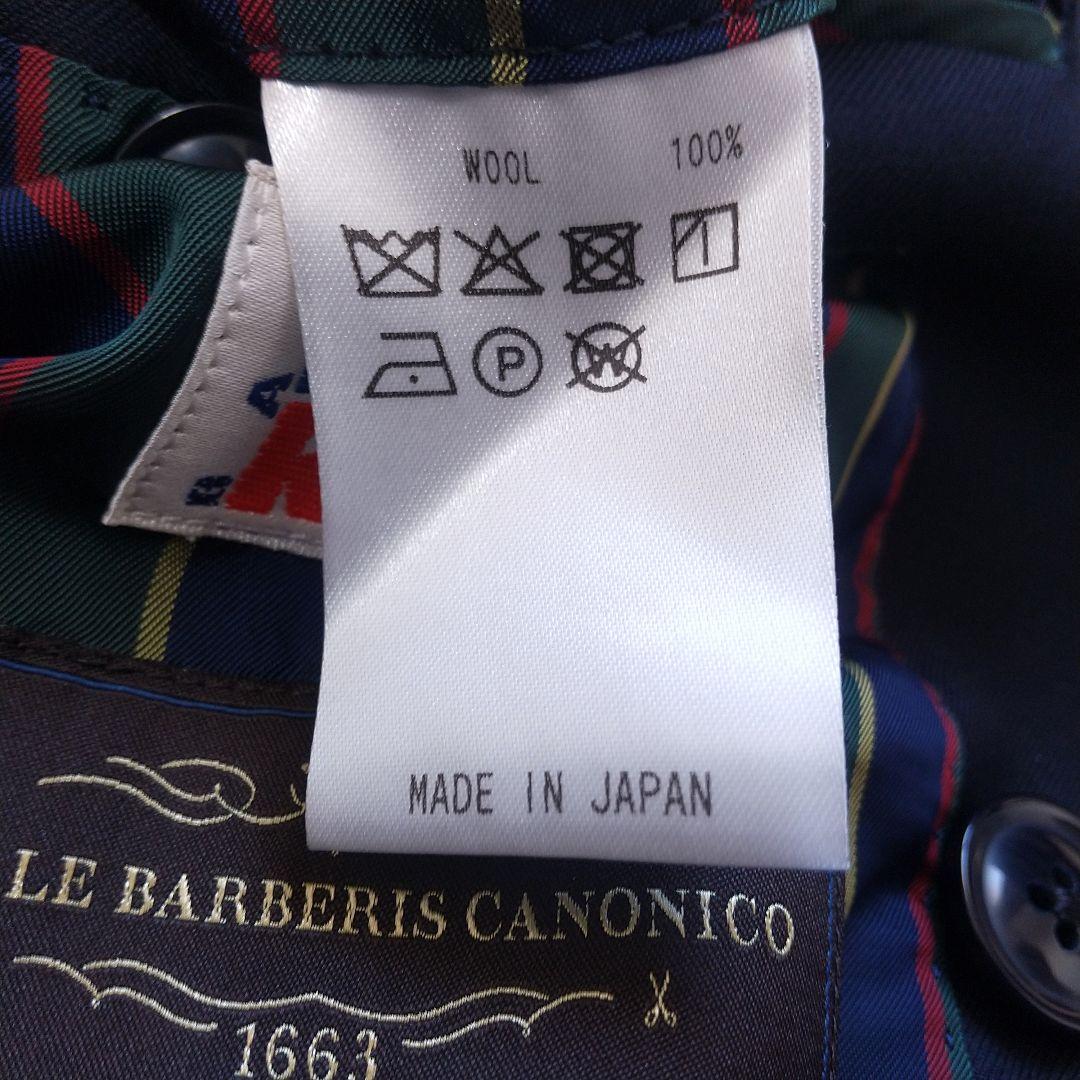 WOOL 100%
P
W
MADE IN JAPAN
LE BARBERIS CANONICO
1663